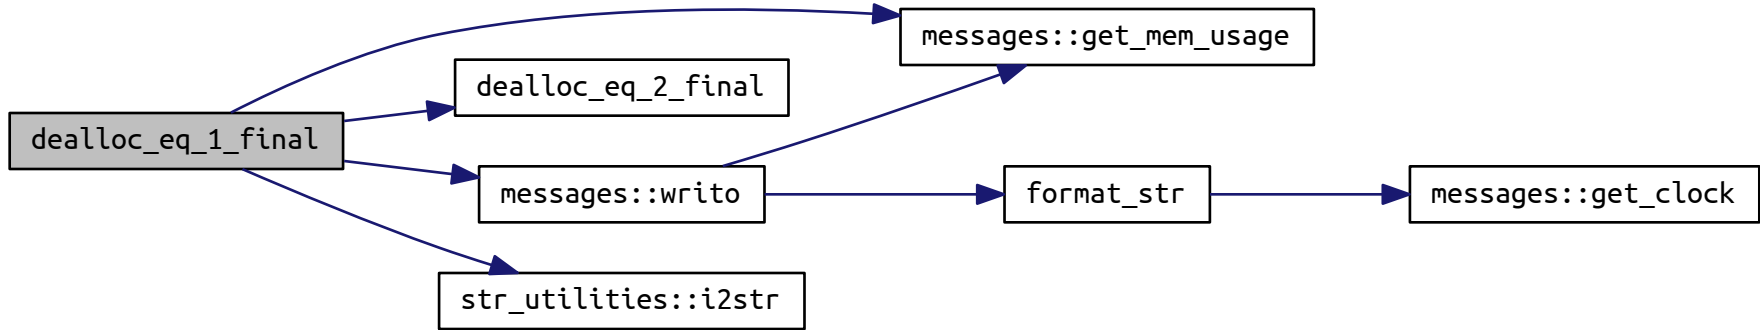 messages::get_mem_usage
dealloc_eq_2_final
dealloc_eq_1_final
messages::writo
format_str
messages::get_clock
str_utilities::i2str